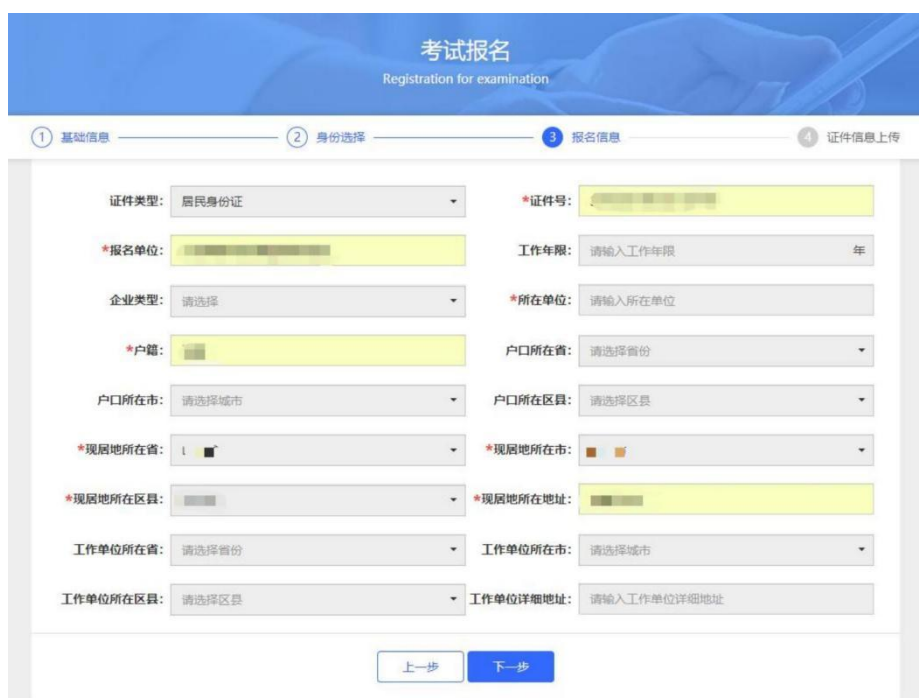 考试报名
Registration for examination
1 基础信息 2 身份选择 3 报名信息 4 证件信息上传
证件类型: 居民身份证 *证件号:
*报名单位: 工作年限: 请输入工作年限 年
企业类型: 请选择 *所在单位: 请输入所在单位
*户籍: 户口所在省: 请选择省份
户口所在市: 请选择城市 户口所在区县: 请选择区县
*现居地所在省: *现居地所在市:
*现居地所在区县: *现居地所在地址:
工作单位所在省: 请选择省份 工作单位所在市: 请选择城市
工作单位所在区县: 请选择区县 工作单位详细地址: 请输入工作单位详细地址
上一步 下一步